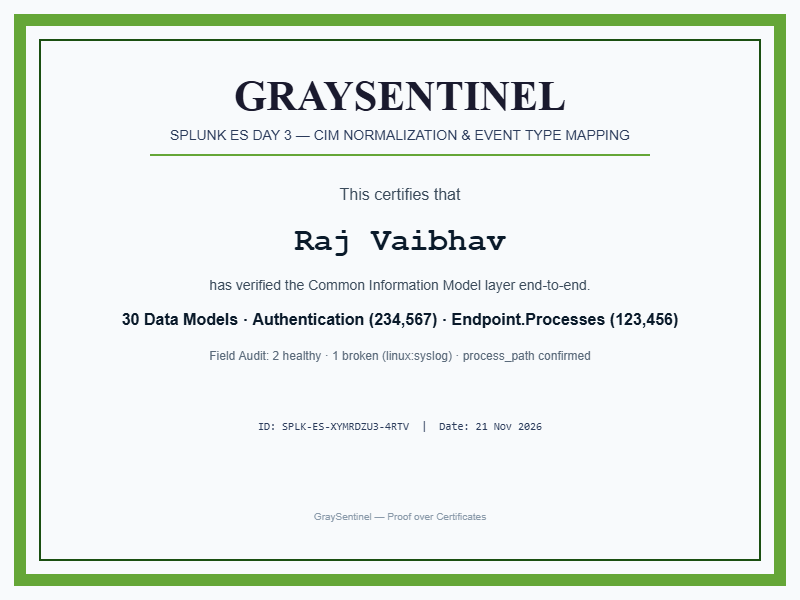 GRAYSENTINEL
SPLUNK ES DAY 3 — CIM NORMALIZATION & EVENT TYPE MAPPING
This certifies that
Raj Vaibhav
has verified the Common Information Model layer end-to-end.
30 Data Models · Authentication (234,567) · Endpoint.Processes (123,456)
Field Audit: 2 healthy · 1 broken (linux:syslog) · process_path confirmed
ID: SPLK-ES-XYMRDZU3-4RTV | Date: 21 Nov 2026
GraySentinel — Proof over Certificates